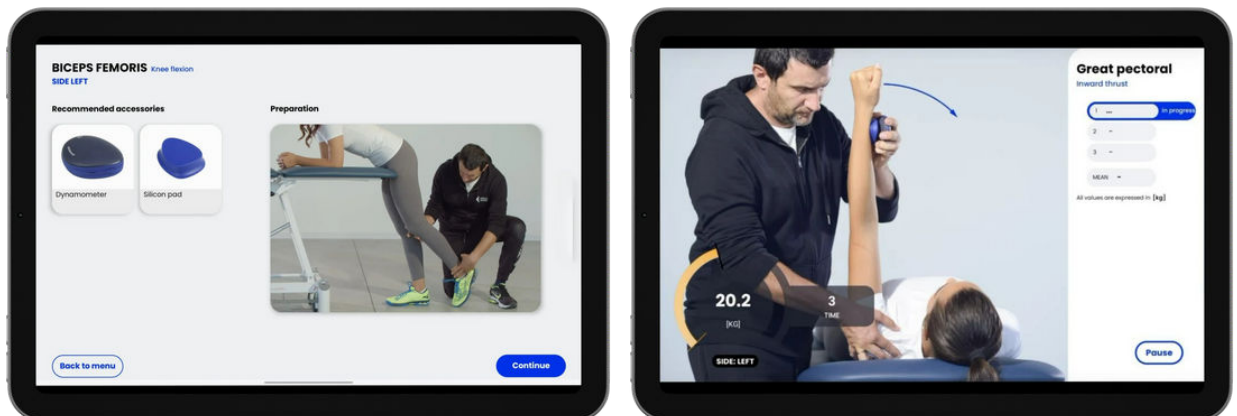 BICEPS FEMORIS Knee flexion
SIDE LEFT
Recommended accessories
Preparation
Dynamometer
Silicon pad
Back to menu
Continue
Great pectoral
Inward thrust
1 --
In progress
2 -
3 -
MEAN -
All values are expressed in [kg]
20.2
[KG]
3
TIME
SIDE: LEFT
Pause